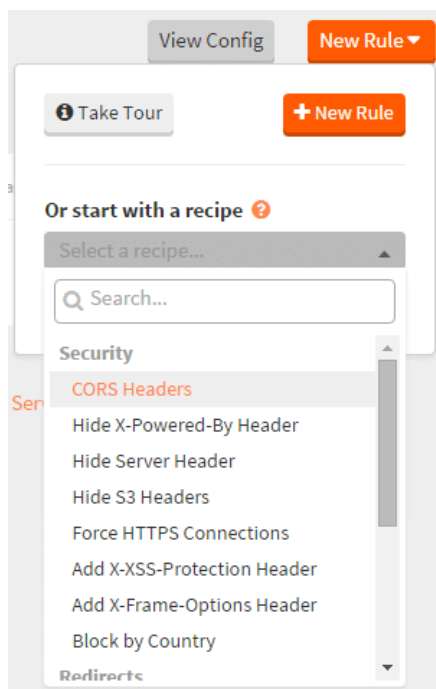 View Config New Rule
Take Tour + New Rule
a
Or start with a recipe
Select a recipe...
Search...
Security
CORS Headers
Ser
Hide X-Powered-By Header
Hide Server Header
Hide S3 Headers
Force HTTPS Connections
Add X-XSS-Protection Header
Add X-Frame-Options Header
Block by Country
Redirects